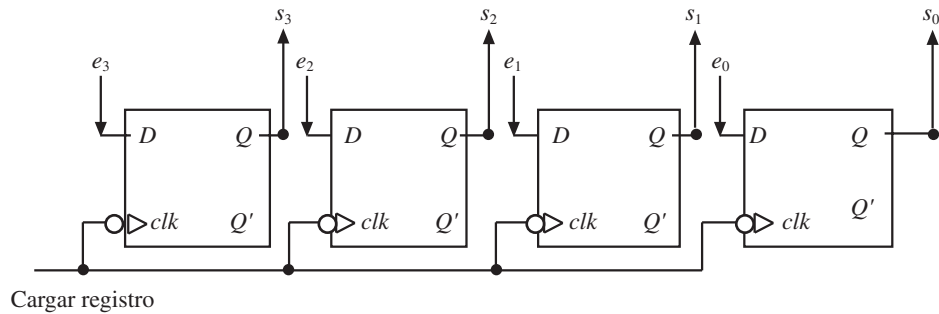 s3 s2 s1 s0
e3 e2 e1 e0
D Q D Q D Q D Q
clk Q' clk Q' clk Q' clk Q'
Cargar registro